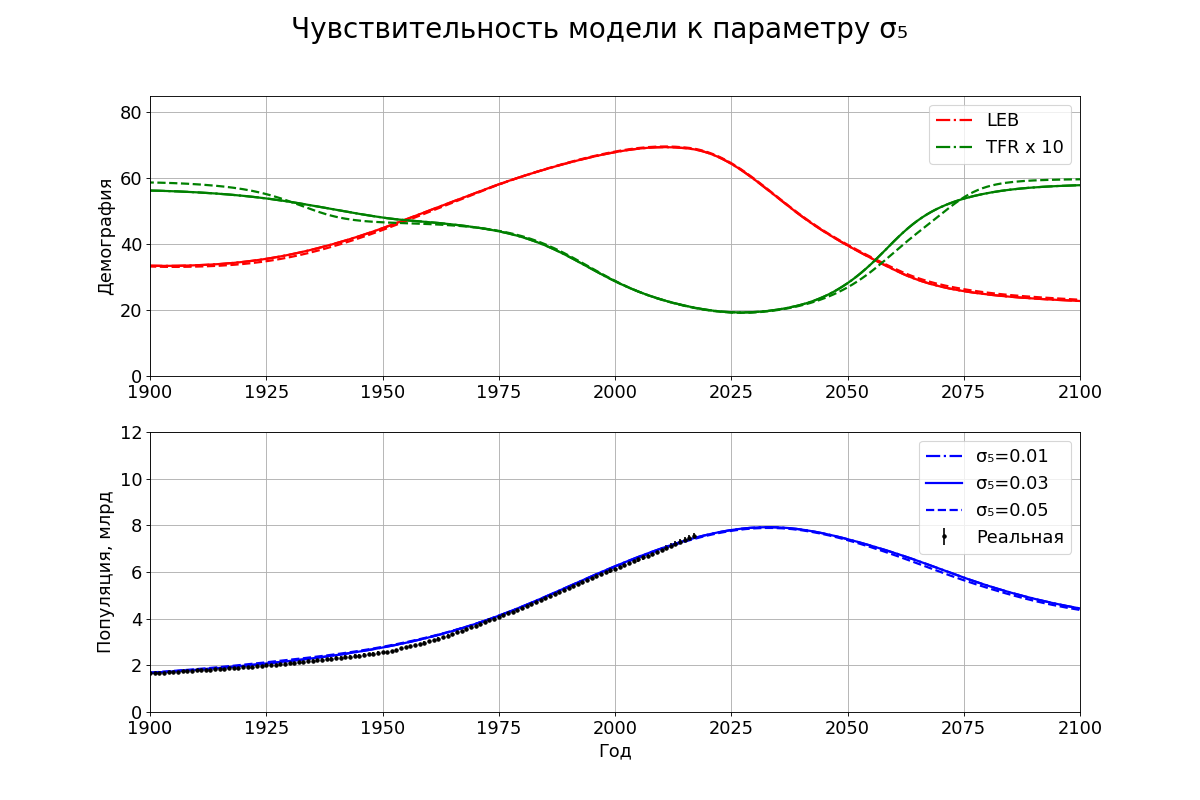 Чувствительность модели к параметру σ₅
Демография
80
60
40
20
0
LEB
TFR x 10
1900 1925 1950 1975 2000 2025 2050 2075 2100
Популяция, млрд
12
10
8
6
4
2
0
σ₅=0.01
σ₅=0.03
σ₅=0.05
Реальная
1900 1925 1950 1975 2000 2025 2050 2075 2100
Год